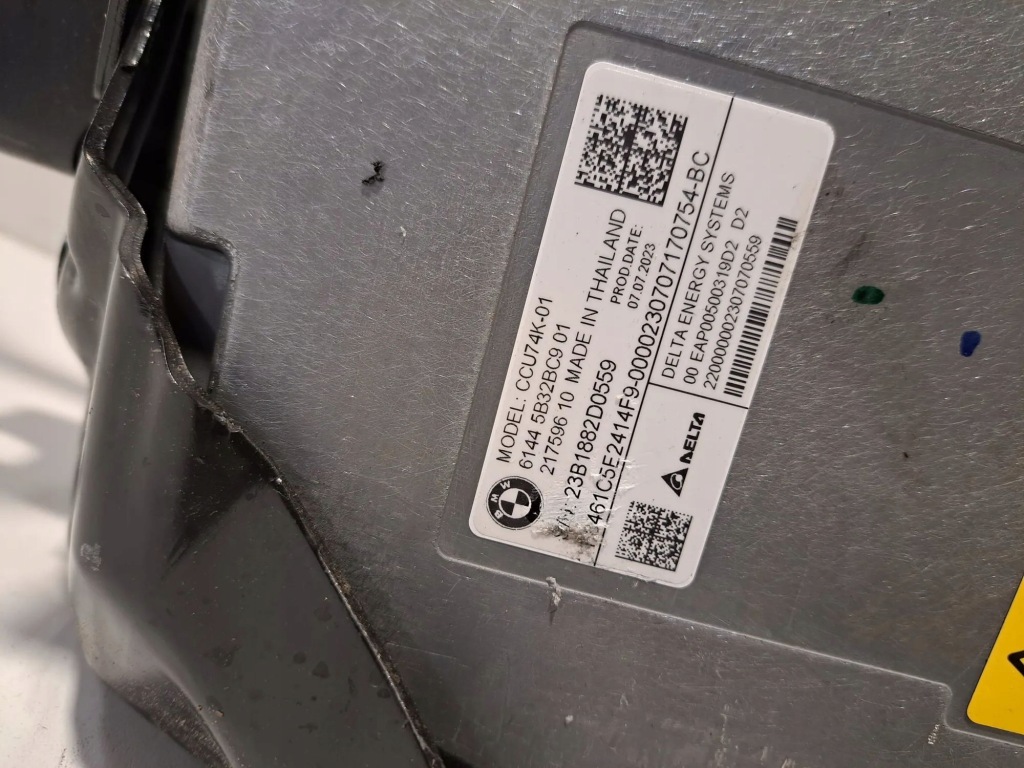 BMW
MODEL: CCU74K-01
6144 5B32BC9 01
217596 10 MADE IN THAILAND
PROD DATE:
07.07.2023
23B1882D0559
461C5E2414F9-0000230707170754-BC
DELTA
DELTA ENERGY SYSTEMS
00 EAP00500319D2 D2
220000002307070559